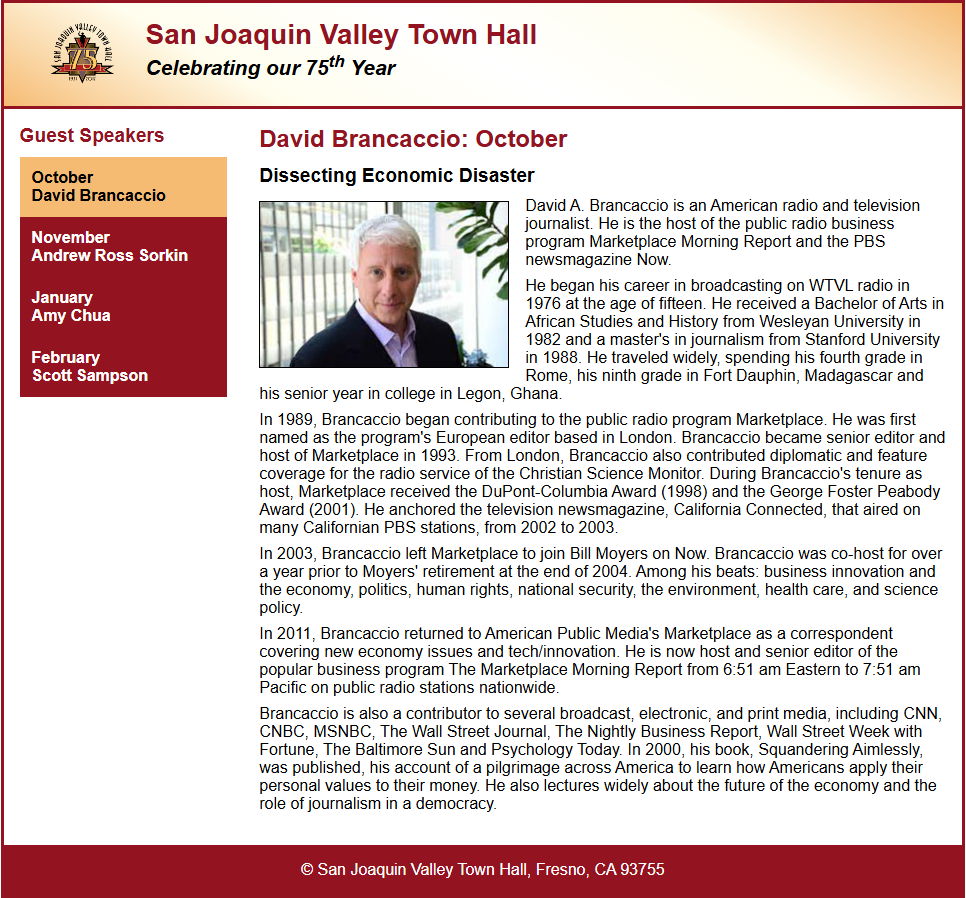 SAN JOAQUIN VALLEY TOWN HALL
75
San Joaquin Valley Town Hall
Celebrating our 75th Year
Guest Speakers
October
David Brancaccio
November
Andrew Ross Sorkin
January
Amy Chua
February
Scott Sampson
David Brancaccio: October
Dissecting Economic Disaster
David A. Brancaccio is an American radio and television
journalist. He is the host of the public radio business
program Marketplace Morning Report and the PBS
newsmagazine Now.
He began his career in broadcasting on WTVL radio in
1976 at the age of fifteen. He received a Bachelor of Arts in
African Studies and History from Wesleyan University in
1982 and a master's in journalism from Stanford University
in 1988. He traveled widely, spending his fourth grade in
Rome, his ninth grade in Fort Dauphin, Madagascar and
his senior year in college in Legon, Ghana.
In 1989, Brancaccio began contributing to the public radio program Marketplace. He was first
named as the program's European editor based in London. Brancaccio became senior editor and
host of Marketplace in 1993. From London, Brancaccio also contributed diplomatic and feature
coverage for the radio service of the Christian Science Monitor. During Brancaccio's tenure as
host, Marketplace received the DuPont-Columbia Award (1998) and the George Foster Peabody
Award (2001). He anchored the television newsmagazine, California Connected, that aired on
many Californian PBS stations, from 2002 to 2003.
In 2003, Brancaccio left Marketplace to join Bill Moyers on Now. Brancaccio was co-host for over
a year prior to Moyers' retirement at the end of 2004. Among his beats: business innovation and
the economy, politics, human rights, national security, the environment, health care, and science
policy.
In 2011, Brancaccio returned to American Public Media's Marketplace as a correspondent
covering new economy issues and tech/innovation. He is now host and senior editor of the
popular business program The Marketplace Morning Report from 6:51 am Eastern to 7:51 am
Pacific on public radio stations nationwide.
Brancaccio is also a contributor to several broadcast, electronic, and print media, including CNN,
CNBC, MSNBC, The Wall Street Journal, The Nightly Business Report, Wall Street Week with
Fortune, The Baltimore Sun and Psychology Today. In 2000, his book, Squandering Aimlessly,
was published, his account of a pilgrimage across America to learn how Americans apply their
personal values to their money. He also lectures widely about the future of the economy and the
role of journalism in a democracy.
© San Joaquin Valley Town Hall, Fresno, CA 93755